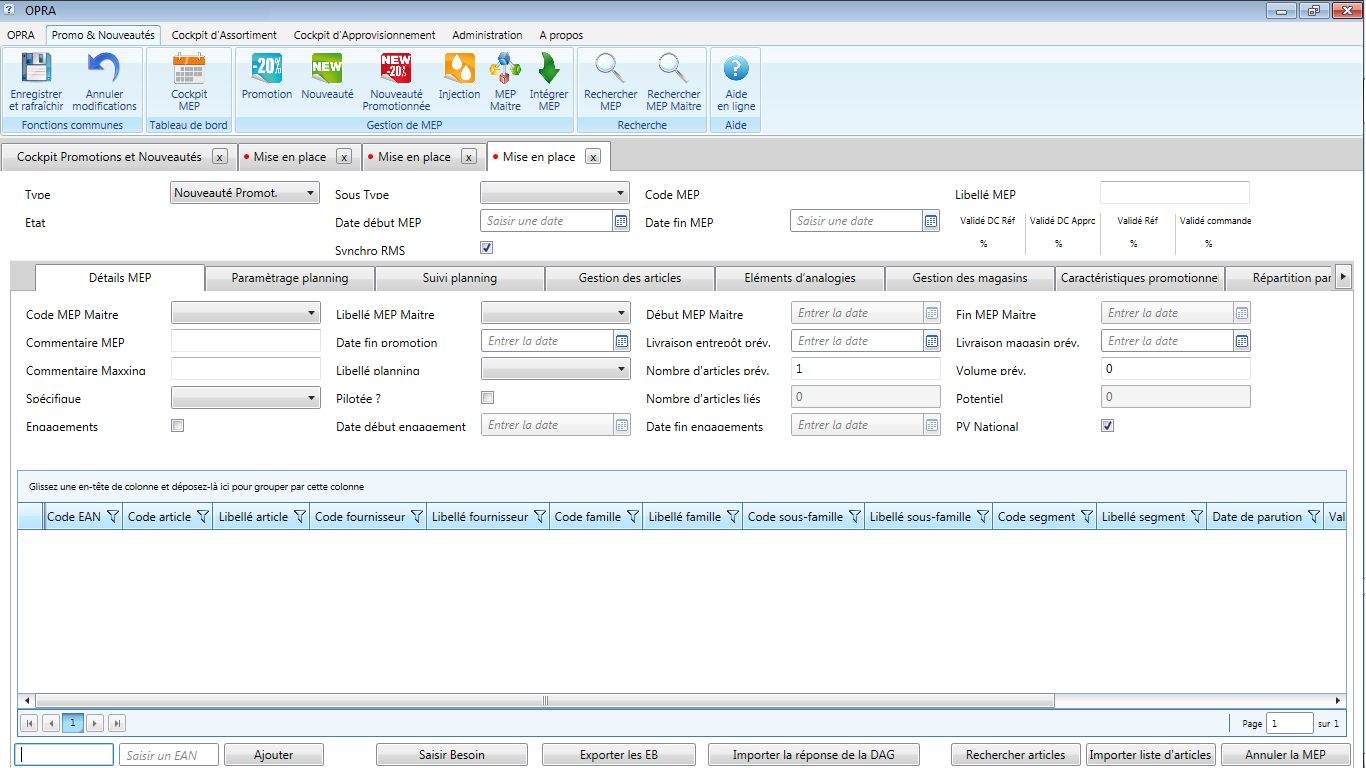 OPRA
OPRA Promo & Nouveautés Cockpit d'Assortiment Cockpit d'Approvisionnement Administration A propos
-20% NEW NEW -20% ?
Enregistrer et rafraîchir Annuler modifications Cockpit MEP Promotion Nouveauté Nouveauté Promotionnée Injection MEP Maitre Intégrer MEP Rechercher MEP Rechercher MEP Maitre Aide en ligne
Fonctions communes Tableau de bord Gestion de MEP Recherche Aide
Cockpit Promotions et Nouveautés x Mise en place x Mise en place x Mise en place x
Type Nouveauté Promot. Sous Type Code MEP Libellé MEP
Etat Date début MEP Saisir une date Date fin MEP Saisir une date Validé DC Réf Validé DC Appro Validé Réf Validé commande
% % % %
Synchro RMS
Détails MEP Paramètrage planning Suivi planning Gestion des articles Eléments d'analogies Gestion des magasins Caractéristiques promotionne Répartition par
Code MEP Maitre Libellé MEP Maitre Début MEP Maitre Entrer la date Fin MEP Maitre Entrer la date
Commentaire MEP Date fin promotion Entrer la date Livraison entrepôt prév. Entrer la date Livraison magasin prév. Entrer la date
Commentaire Maxxing Libellé planning Nombre d'articles prév. 1 Volume prév. 0
Spécifique Pilotée ? Nombre d'articles liés 0 Potentiel 0
Engagements Date début engagement Entrer la date Date fin engagements Entrer la date PV National
Glissez une en-tête de colonne et déposez-là ici pour grouper par cette colonne
Code EAN Code article Libellé article Code fournisseur Libellé fournisseur Code famille Libellé famille Code sous-famille Libellé sous-famille Code segment Libellé segment Date de parution Val
1 Page 1 sur 1
Saisir un EAN Ajouter Saisir Besoin Exporter les EB Importer la réponse de la DAG Rechercher articles Importer liste d'articles Annuler la MEP